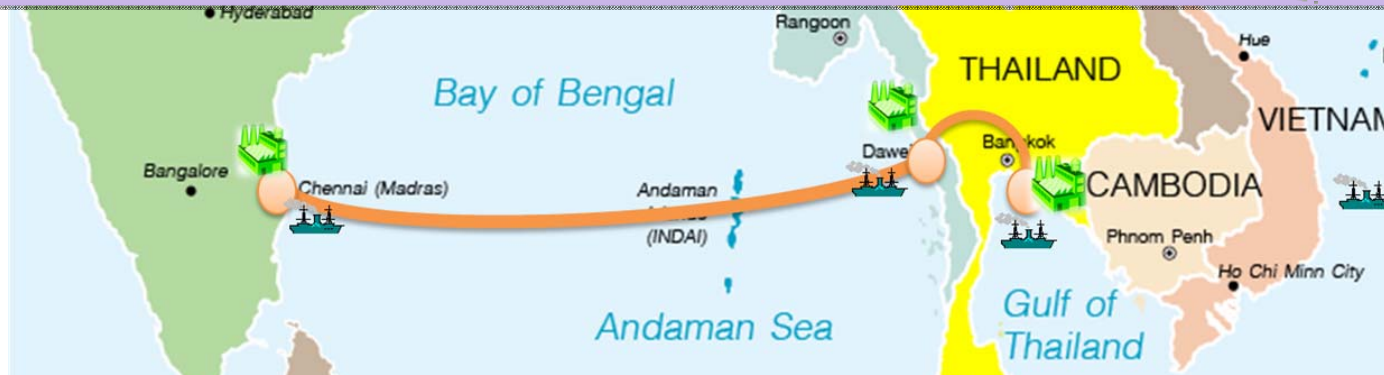 Hyderabad
Rangoon
Hue
THAILAND
Bay of Bengal
VIETNAM
Bangalore
Chennai (Madras)
Andaman
(INDAI)
Dawei
Bangkok
CAMBODIA
Phnom Penh
Ho Chi Minn City
Gulf of
Thailand
Andaman Sea